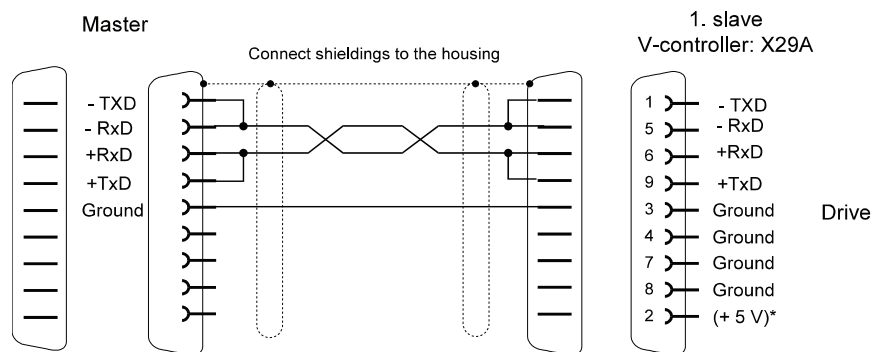 Master
1. slave
V-controller: X29A
Connect shieldings to the housing
- TXD
- RxD
+RxD
+TxD
Ground
1 - TXD
5 - RxD
6 +RxD
9 +TxD
3 Ground
4 Ground
7 Ground
8 Ground
2 (+ 5 V)*
Drive